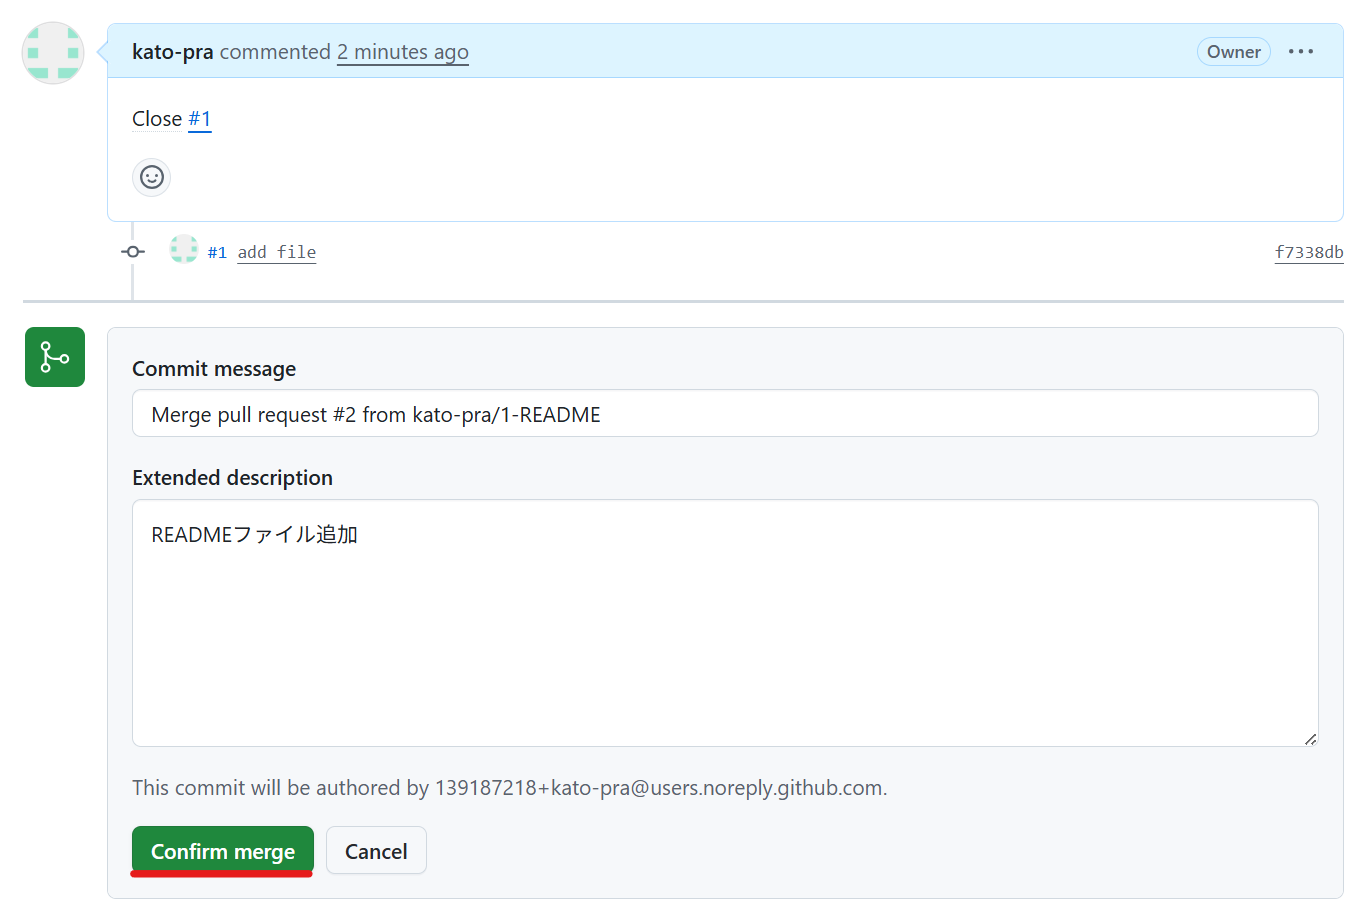 kato-pra commented 2 minutes ago Owner
Close #1
#1 add file f7338db
Commit message
Merge pull request #2 from kato-pra/1-README
Extended description
READMEファイル追加
This commit will be authored by 139187218+kato-pra@users.noreply.github.com.
Confirm merge Cancel